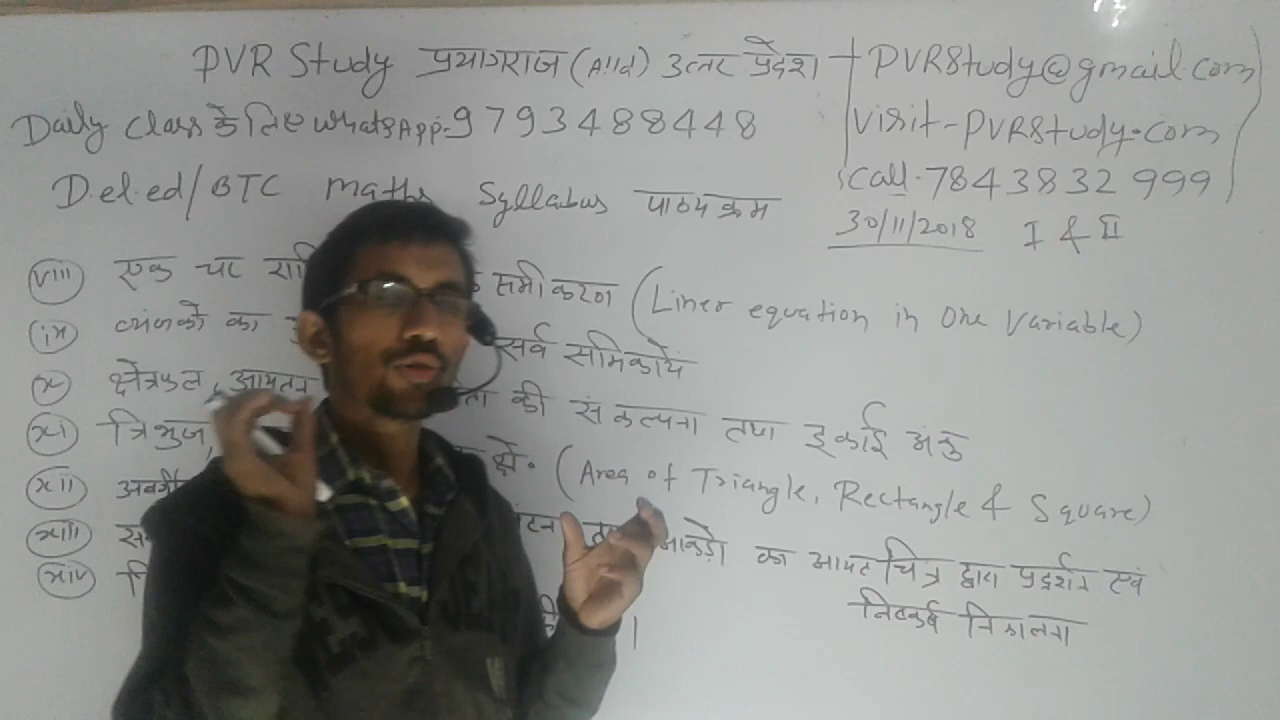 PVR Study प्रयागराज (Alld) उत्तर प्रदेश
PVRStudy@gmail.com
Daily Class के लिए WhatsApp-9793488448
visit-PVRStudy.com
call-7843832999
D.el.ed/BTC maths Syllabus पाठ्यक्रम
30/11/2018 I & II
(viii) एक चर समीकरण (Liner equation in One Variable)
(ix) व्यंजको का सर्व समिकायें
(x) क्षेत्रफल, आयतन की संकल्पना तथा इकाई अंक
(xi) त्रिभुज, क्षे. (Area of Triangle, Rectangle & Square)
(xii)
(xiii) का आयत चित्र द्वारा प्रदर्शन एवं
निष्कर्ष निकालना
(xiv)